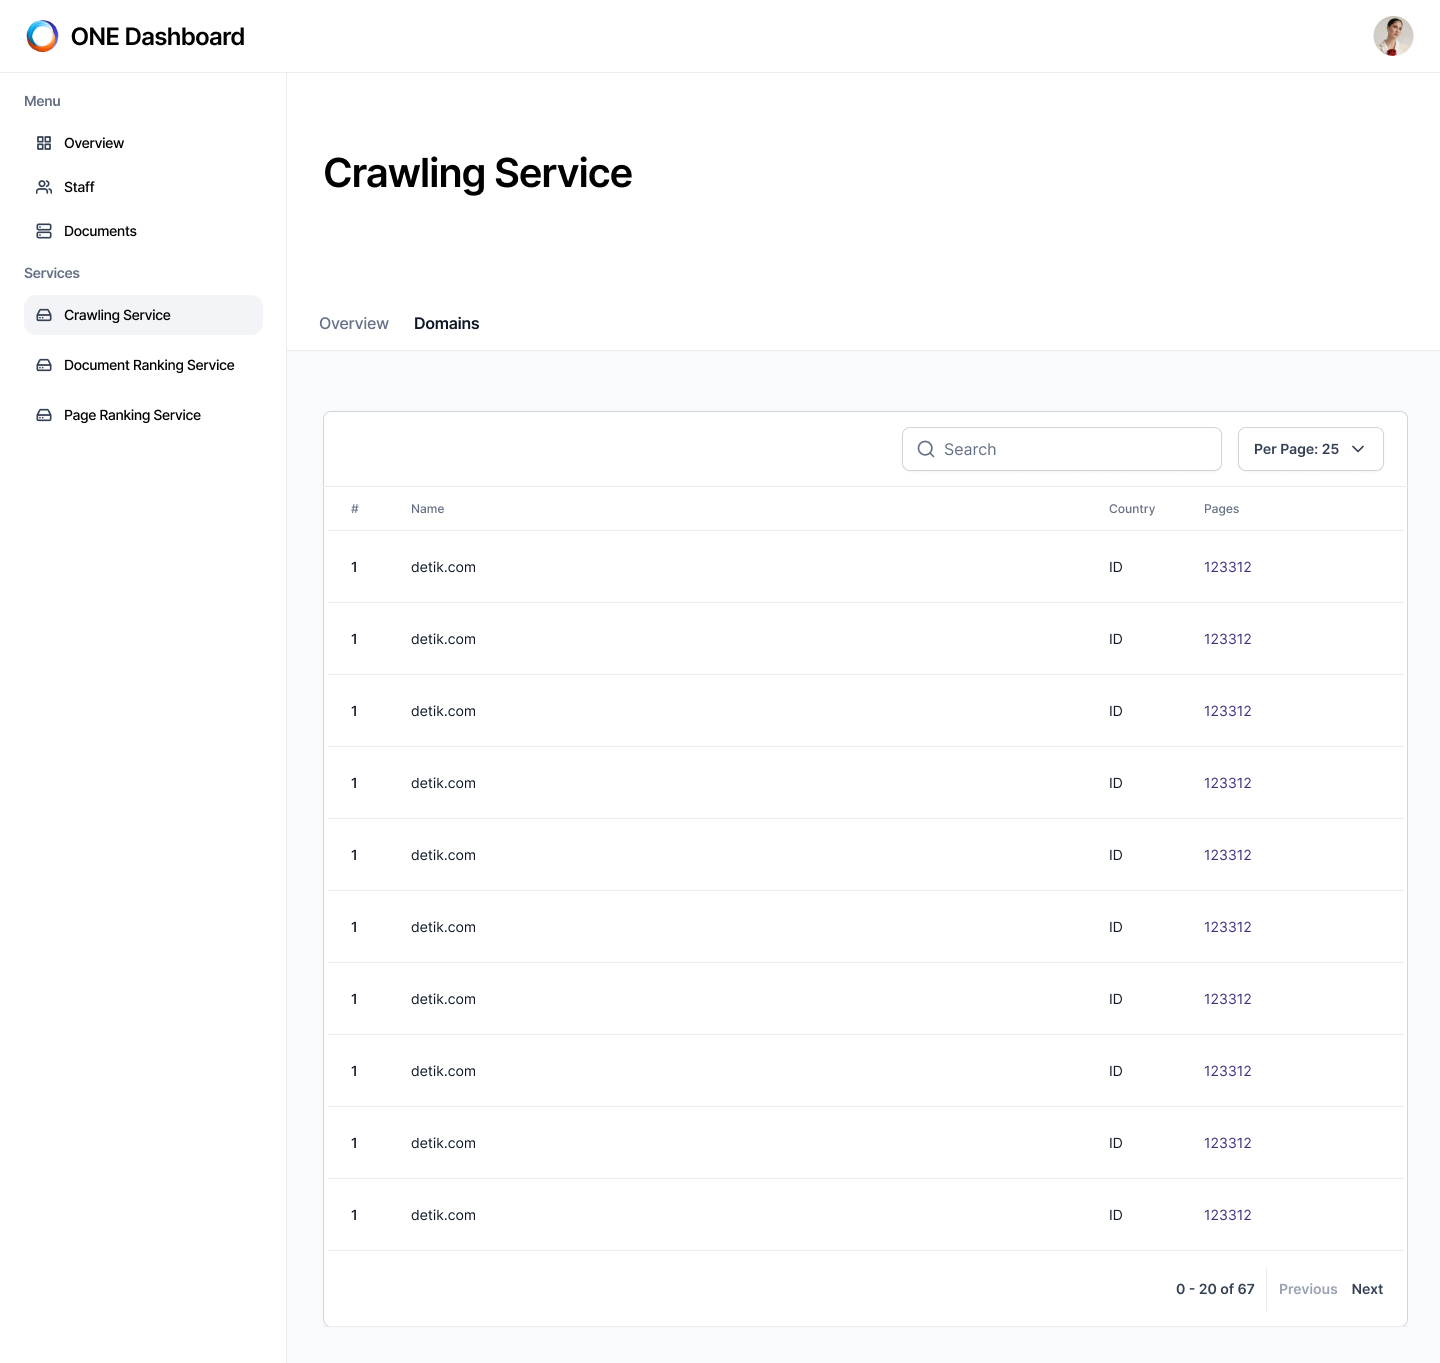 ONE Dashboard
Menu
Overview
Staff
Documents
Services
Crawling Service
Document Ranking Service
Page Ranking Service
Crawling Service
Overview Domains
Search Per Page: 25
# Name Country Pages
1 detik.com ID 123312
1 detik.com ID 123312
1 detik.com ID 123312
1 detik.com ID 123312
1 detik.com ID 123312
1 detik.com ID 123312
1 detik.com ID 123312
1 detik.com ID 123312
1 detik.com ID 123312
1 detik.com ID 123312
0 - 20 of 67 Previous Next